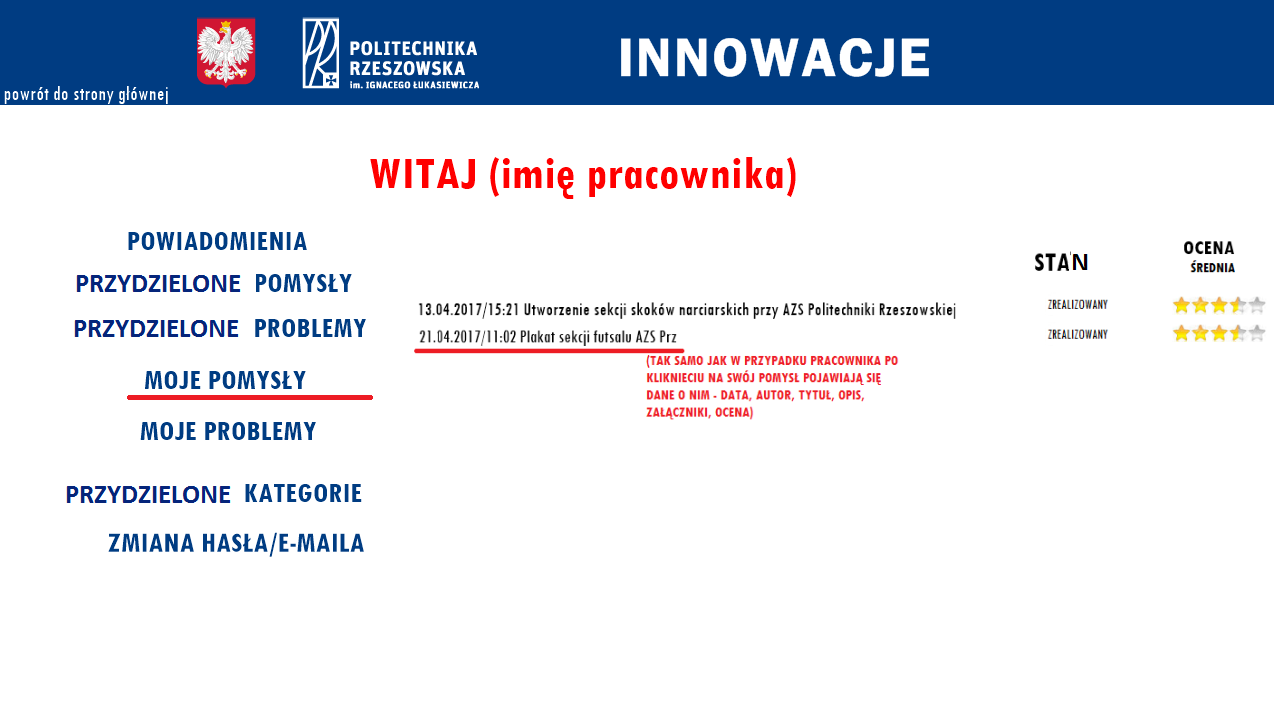 POLITECHNIKA
RZESZOWSKA
im. IGNACEGO ŁUKASIEWICZA
INNOWACJE
powrót do strony głównej
WITAJ (imię pracownika)
POWIADOMIENIA
PRZYDZIELONE POMYSŁY
PRZYDZIELONE PROBLEMY
MOJE POMYSŁY
MOJE PROBLEMY
PRZYDZIELONE KATEGORIE
ZMIANA HASŁA/E-MAILA
STAN
OCENA
ŚREDNIA
13.04.2017/15:21 Utworzenie sekcji skoków narciarskich przy AZS Politechniki Rzeszowskiej ZREALIZOWANY
21.04.2017/11:02 Plakat sekcji futsalu AZS Prz ZREALIZOWANY
(TAK SAMO JAK W PRZYPADKU PRACOWNIKA PO
KLIKNIECIU NA SWÓJ POMYSŁ POJAWIAJĄ SIĘ
DANE O NIM - DATA, AUTOR, TYTUŁ, OPIS,
ZAŁĄCZNIKI, OCENA)